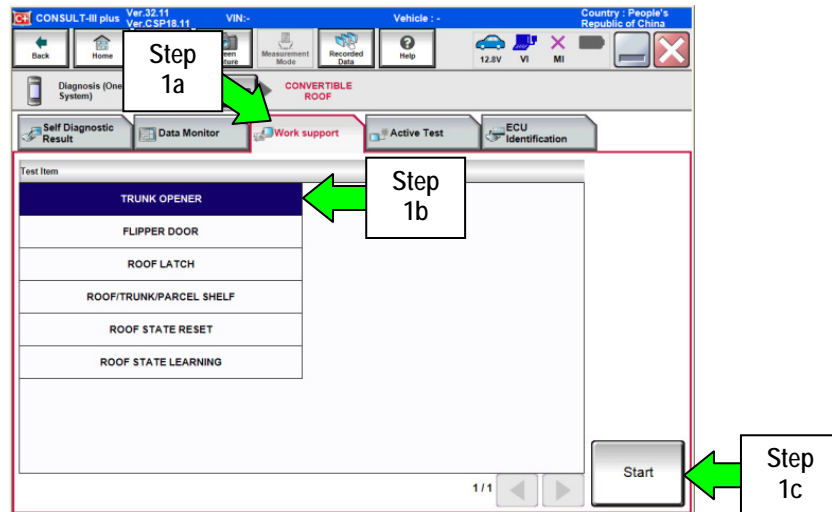 CONSULT-III plus Ver.32.11 VIN:- Vehicle : - Country : People's
Ver.CSP18.11 Republic of China
Back Home Measurement Mode Recorded Data Help 12.8V VI MI
Step
1a
Diagnosis (One
System)
CONVERTIBLE
ROOF
Self Diagnostic
Result
Data Monitor
Work support
Active Test
ECU
Identification
Test Item
TRUNK OPENER
Step
1b
FLIPPER DOOR
ROOF LATCH
ROOF/TRUNK/PARCEL SHELF
ROOF STATE RESET
ROOF STATE LEARNING
1/1
Start
Step
1c